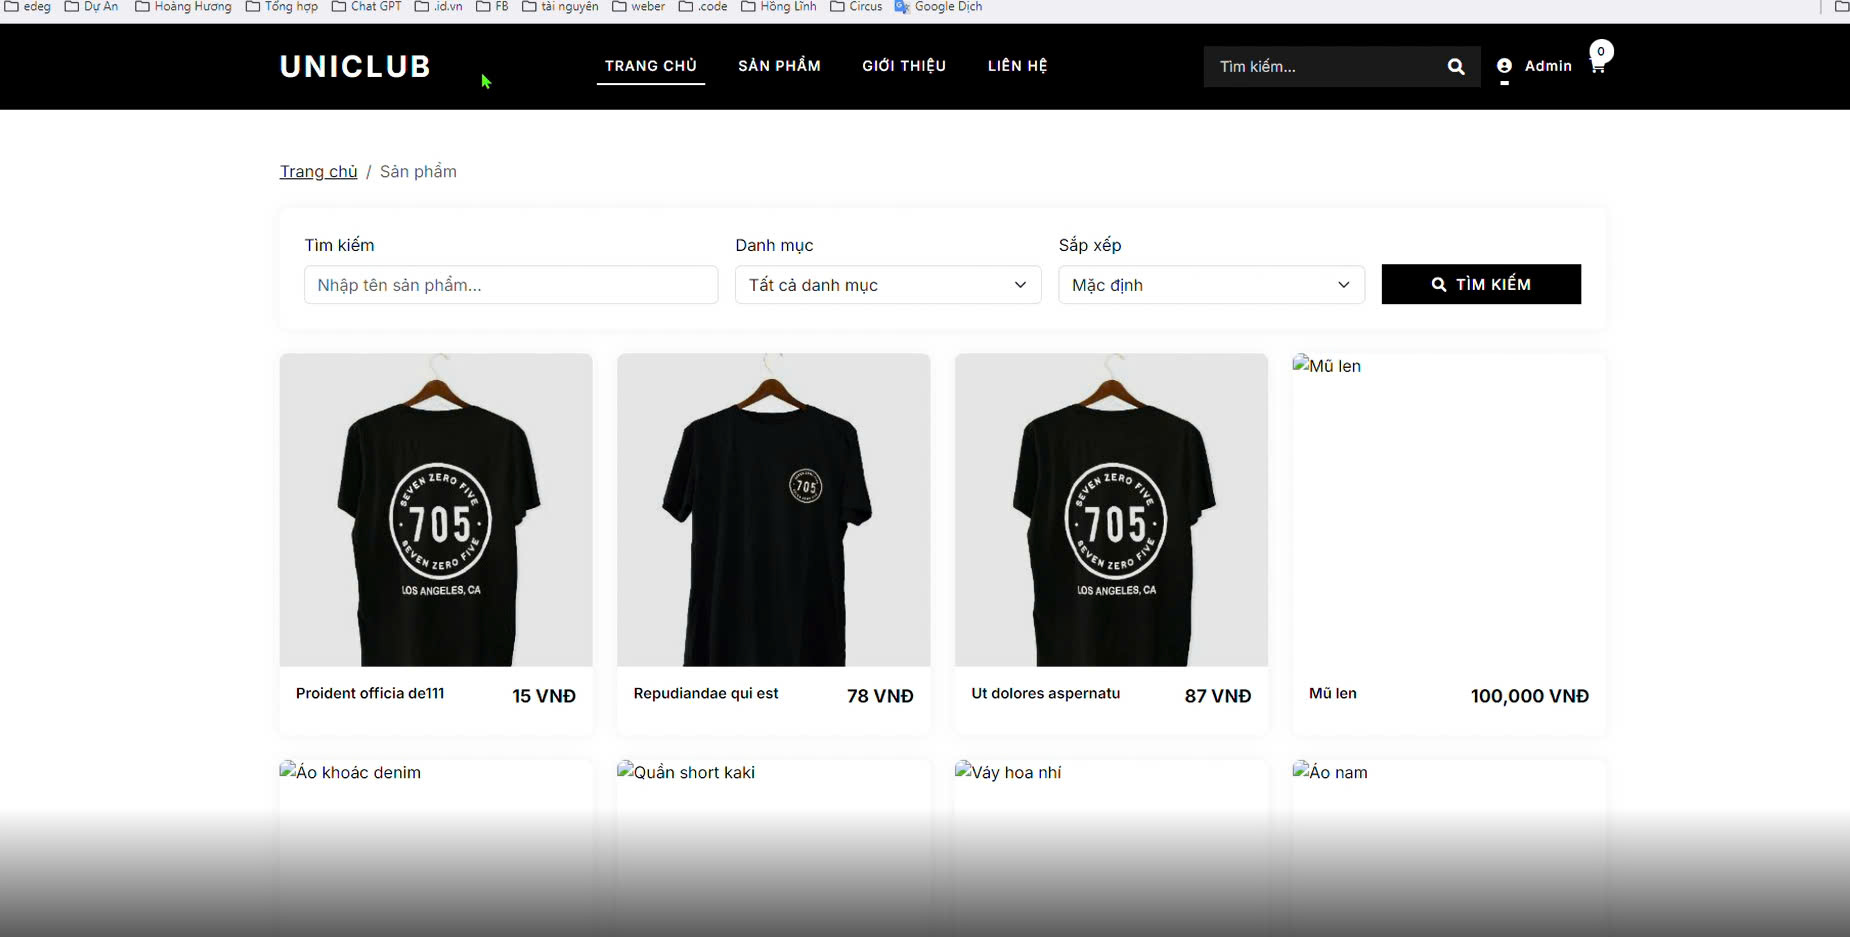 edeg Dự Án Hoàng Hương Tổng hợp Chat GPT .id.vn FB tài nguyên weber .code Hồng Lĩnh Circus Google Dịch
UNICLUB TRANG CHỦ SẢN PHẨM GIỚI THIỆU LIÊN HỆ Tìm kiếm... Admin 0
Trang chủ / Sản phẩm
Tìm kiếm Danh mục Sắp xếp
Nhập tên sản phẩm... Tất cả danh mục Mặc định TÌM KIẾM
Mũ len
SEVEN ZERO FIVE
· 705 ·
SEVEN ZERO FIVE
LOS ANGELES, CA
705
SEVEN ZERO FIVE
· 705 ·
SEVEN ZERO FIVE
LOS ANGELES, CA
Proident officia de111 15 VNĐ Repudiandae qui est 78 VNĐ Ut dolores aspernatu 87 VNĐ Mũ len 100,000 VNĐ
Áo khoác denim Quần short kaki Váy hoa nhí Áo nam